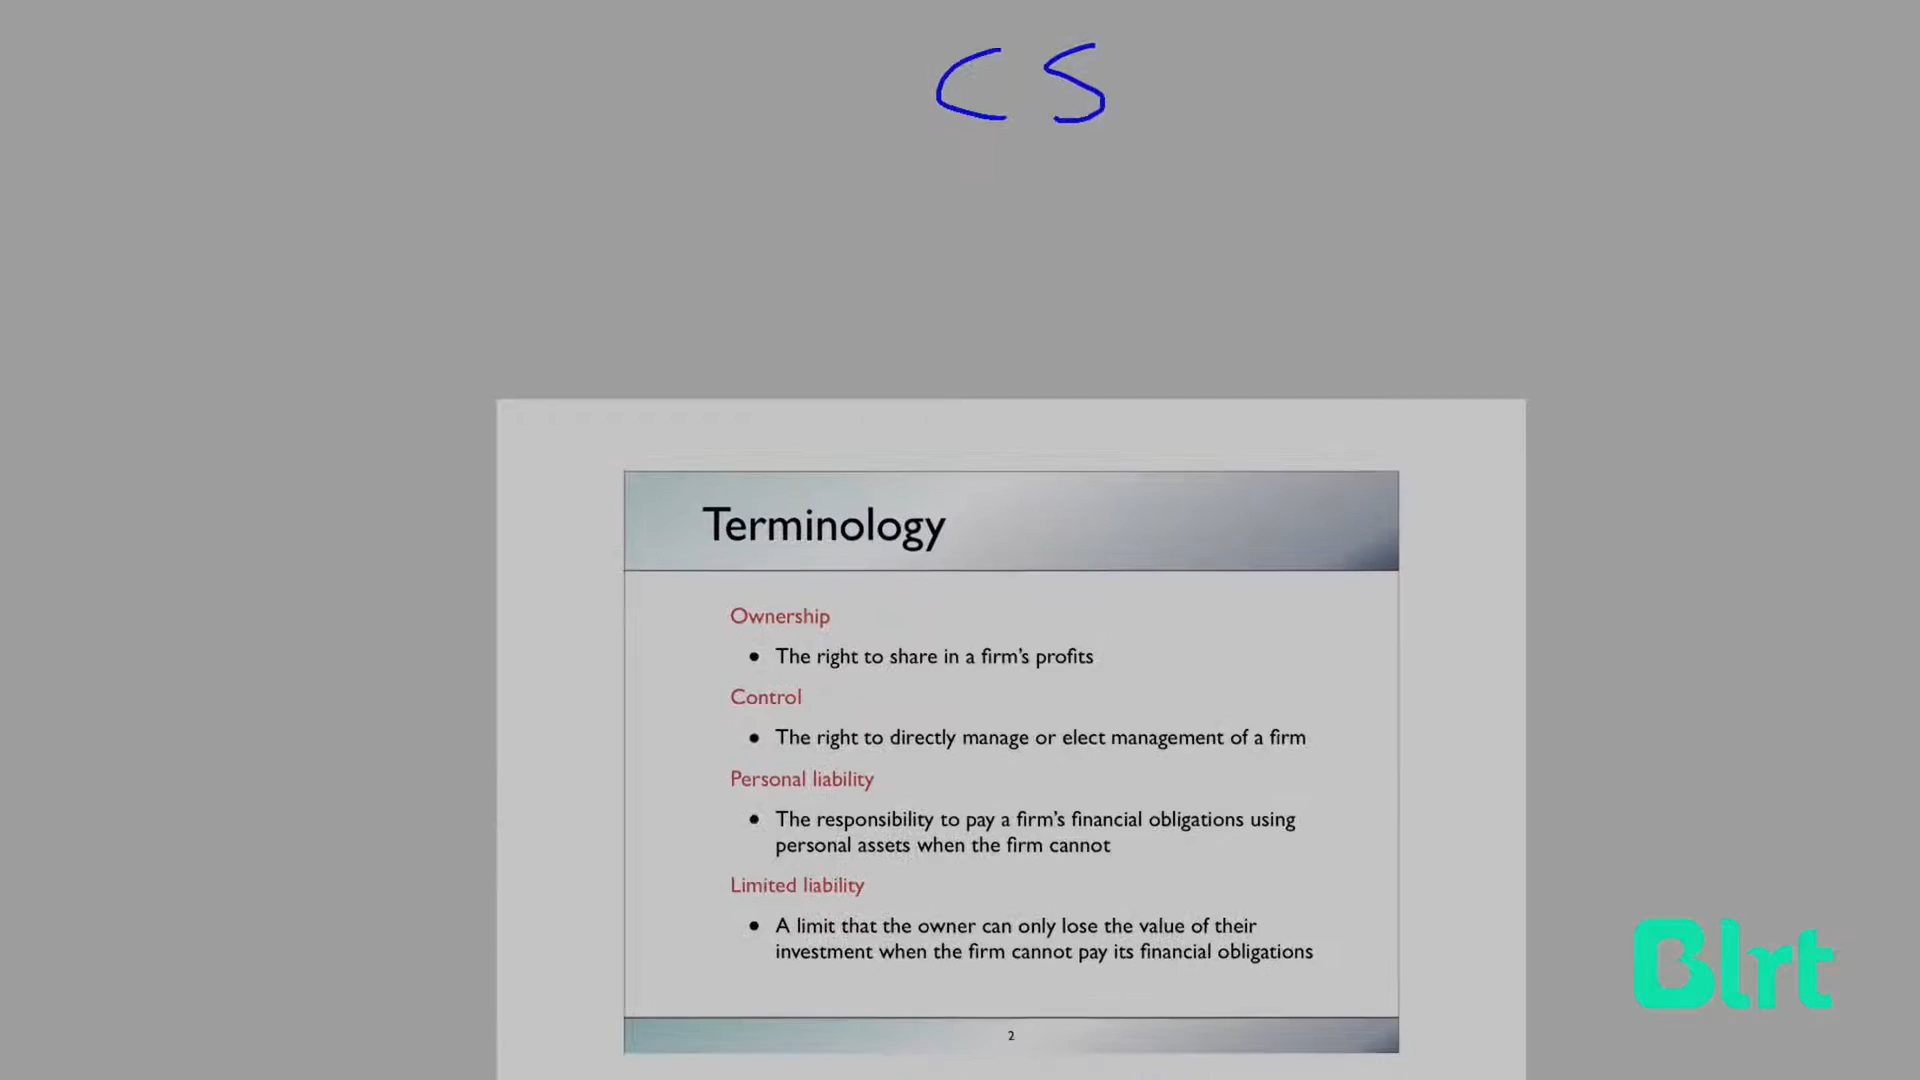 CS
Terminology
Ownership
• The right to share in a firm's profits
Control
• The right to directly manage or elect management of a firm
Personal liability
• The responsibility to pay a firm's financial obligations using
personal assets when the firm cannot
Limited liability
• A limit that the owner can only lose the value of their
investment when the firm cannot pay its financial obligations
2
Blrt